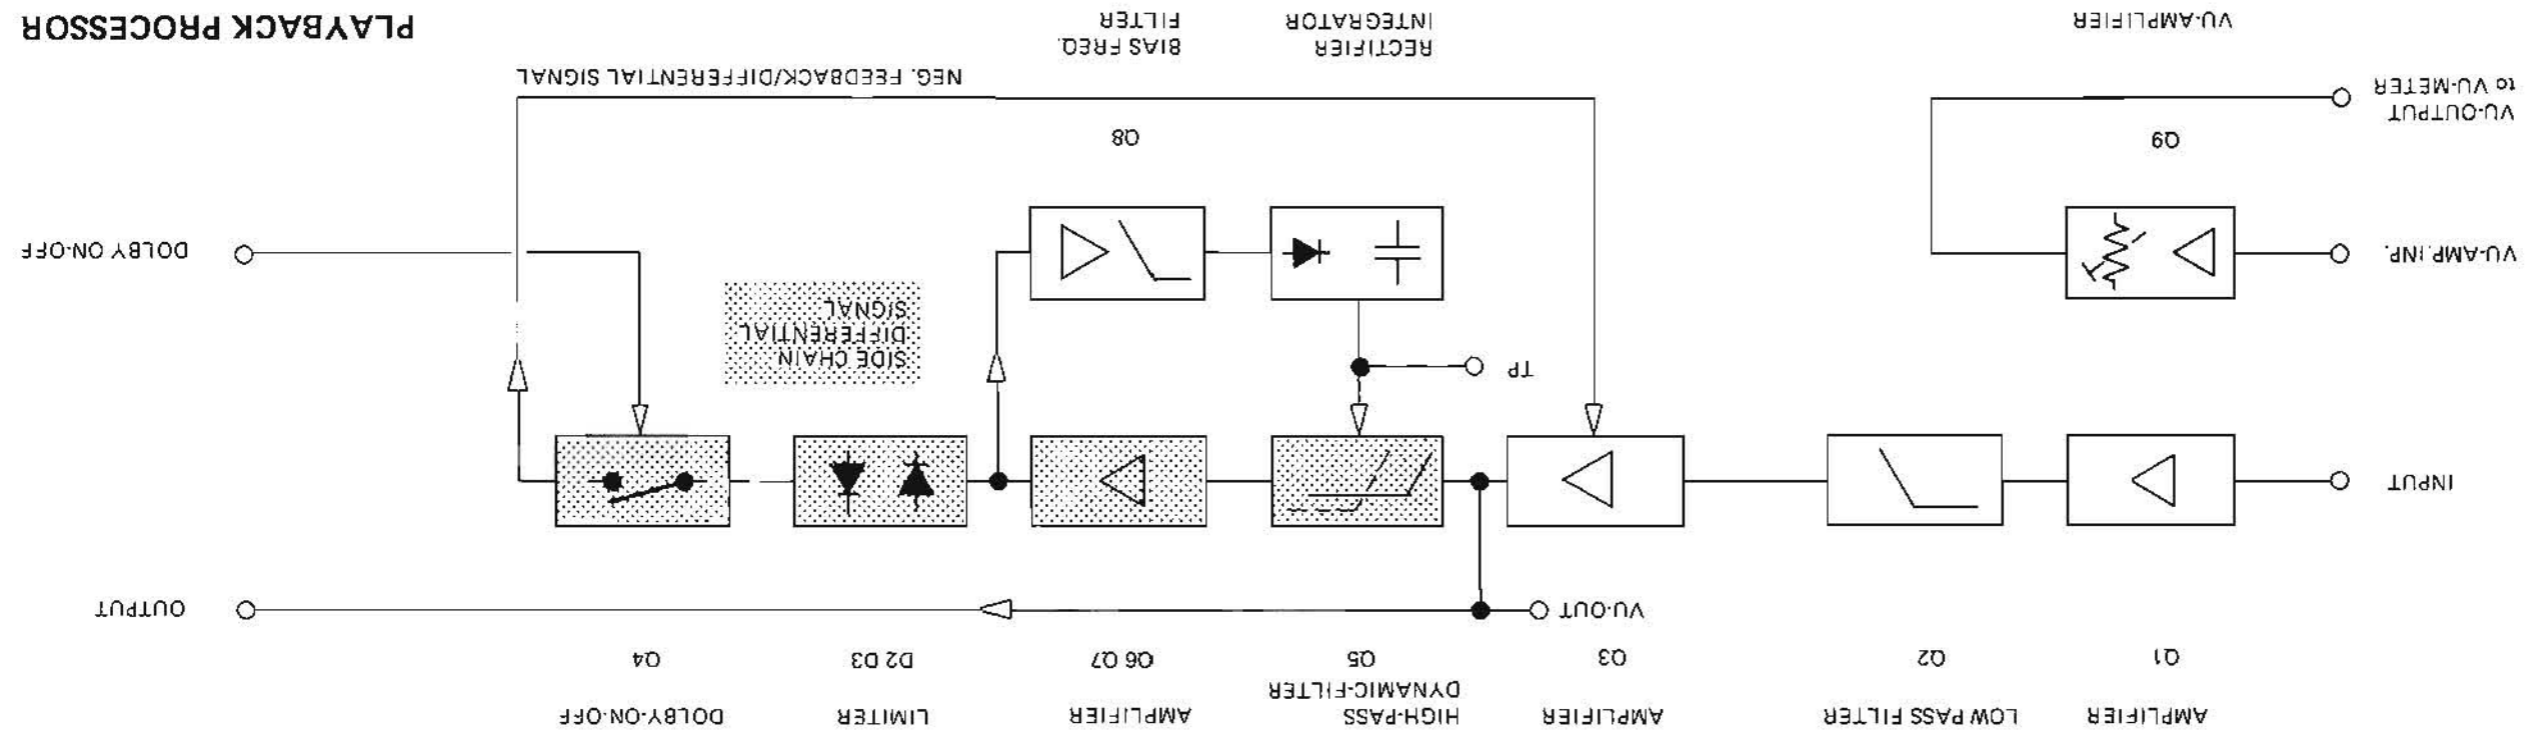 AMPLIFIER
Q1
LOW PASS FILTER
Q2
AMPLIFIER
Q3
HIGH-PASS
DYNAMIC-FILTER
Q5
AMPLIFIER
Q6 Q7
LIMITER
D2 D3
DOLBY-ON-OFF
Q4
VU-OUT
OUTPUT
INPUT
TP
SIDE CHAIN
DIFFERENTIAL
SIGNAL
VU-AMP. INP.
DOLBY ON-OFF
Q9
Q8
VU-OUTPUT
to VU-METER
NEG. FEEDBACK/DIFFERENTIAL SIGNAL
VU-AMPLIFIER
RECTIFIER
INTEGRATOR
BIAS FREQ.
FILTER
PLAYBACK PROCESSOR